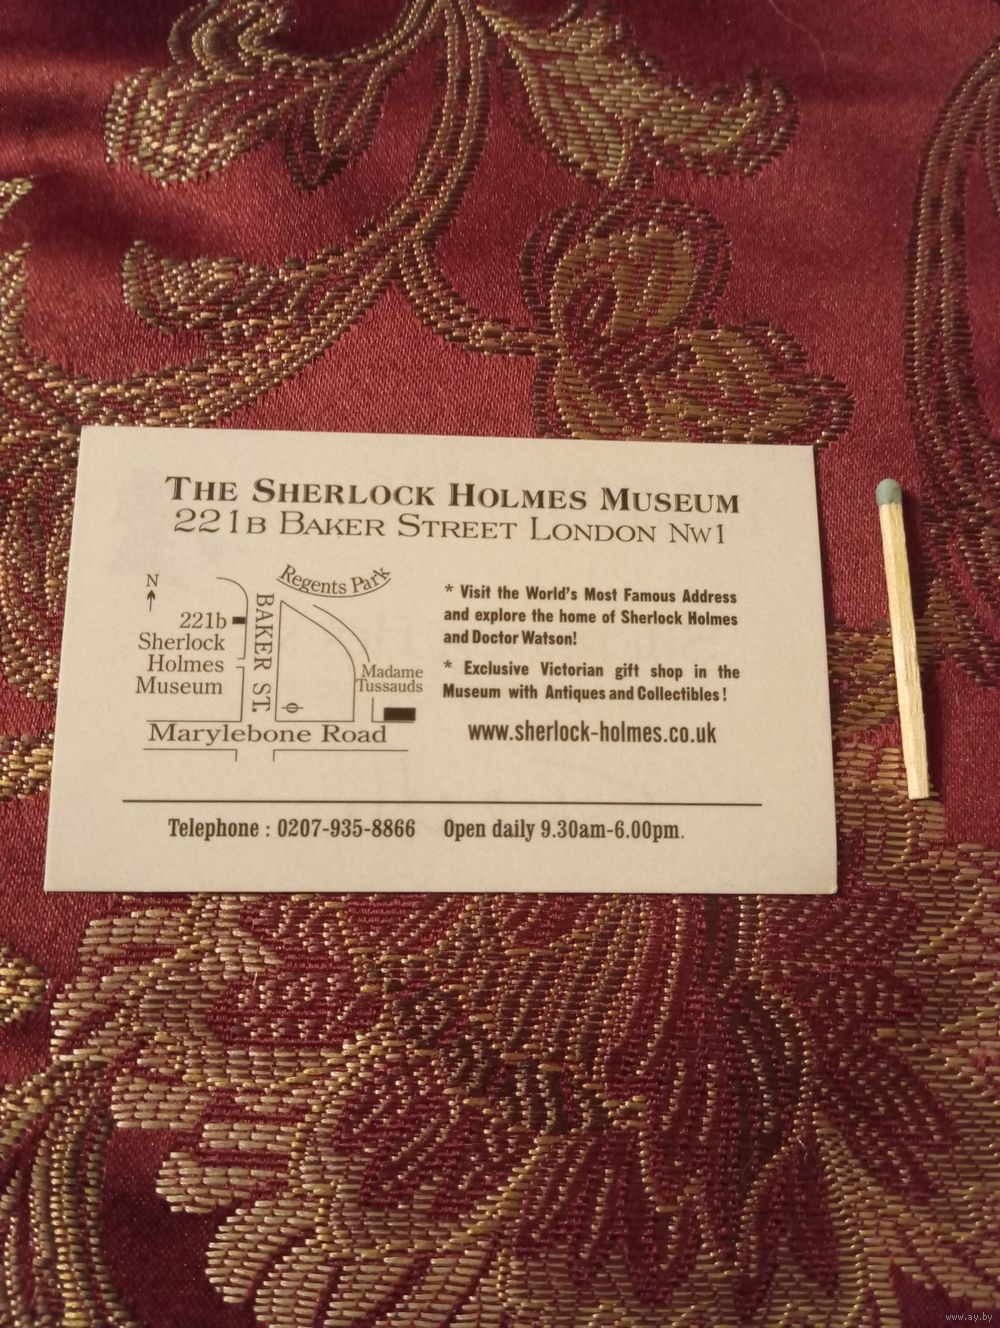 THE SHERLOCK HOLMES MUSEUM
221B BAKER STREET LONDON NW1
N
221b
Sherlock
Holmes
Museum
BAKER ST.
Regents Park
Madame
Tussauds
Marylebone Road
* Visit the World's Most Famous Address
and explore the home of Sherlock Holmes
and Doctor Watson!
* Exclusive Victorian gift shop in the
Museum with Antiques and Collectibles!
www.sherlock-holmes.co.uk
Telephone : 0207-935-8866 Open daily 9.30am-6.00pm.
www.ay.by